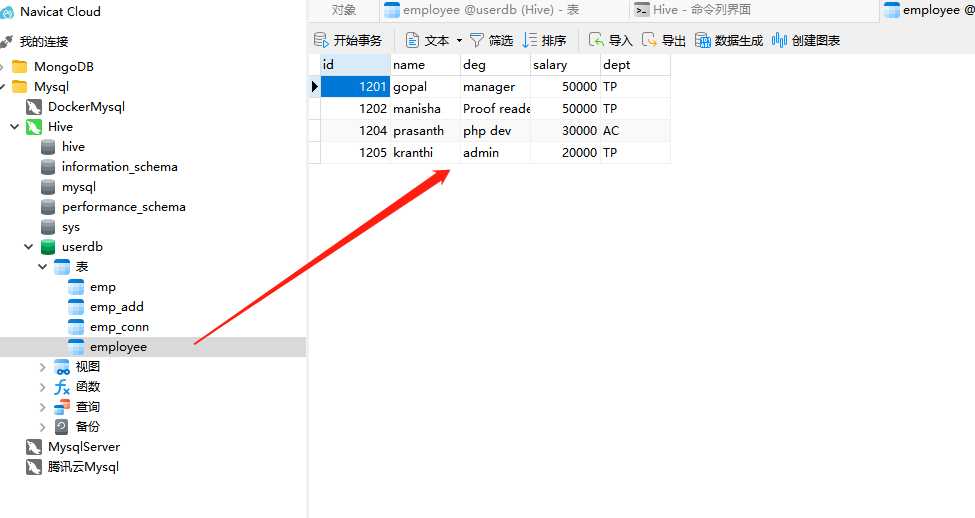 Navicat Cloud
我的连接
MongoDB
Mysql
DockerMysql
Hive
hive
information_schema
mysql
performance_schema
sys
userdb
表
emp
emp_add
emp_conn
employee
视图
函数
查询
备份
MysqlServer
腾讯云Mysql
对象 employee @userdb (Hive) - 表 Hive - 命令列界面 employee @
开始事务 文本 筛选 排序 导入 导出 数据生成 创建图表
id name deg salary dept
1201 gopal manager 50000 TP
1202 manisha Proof reade 50000 TP
1204 prasanth php dev 30000 AC
1205 kranthi admin 20000 TP